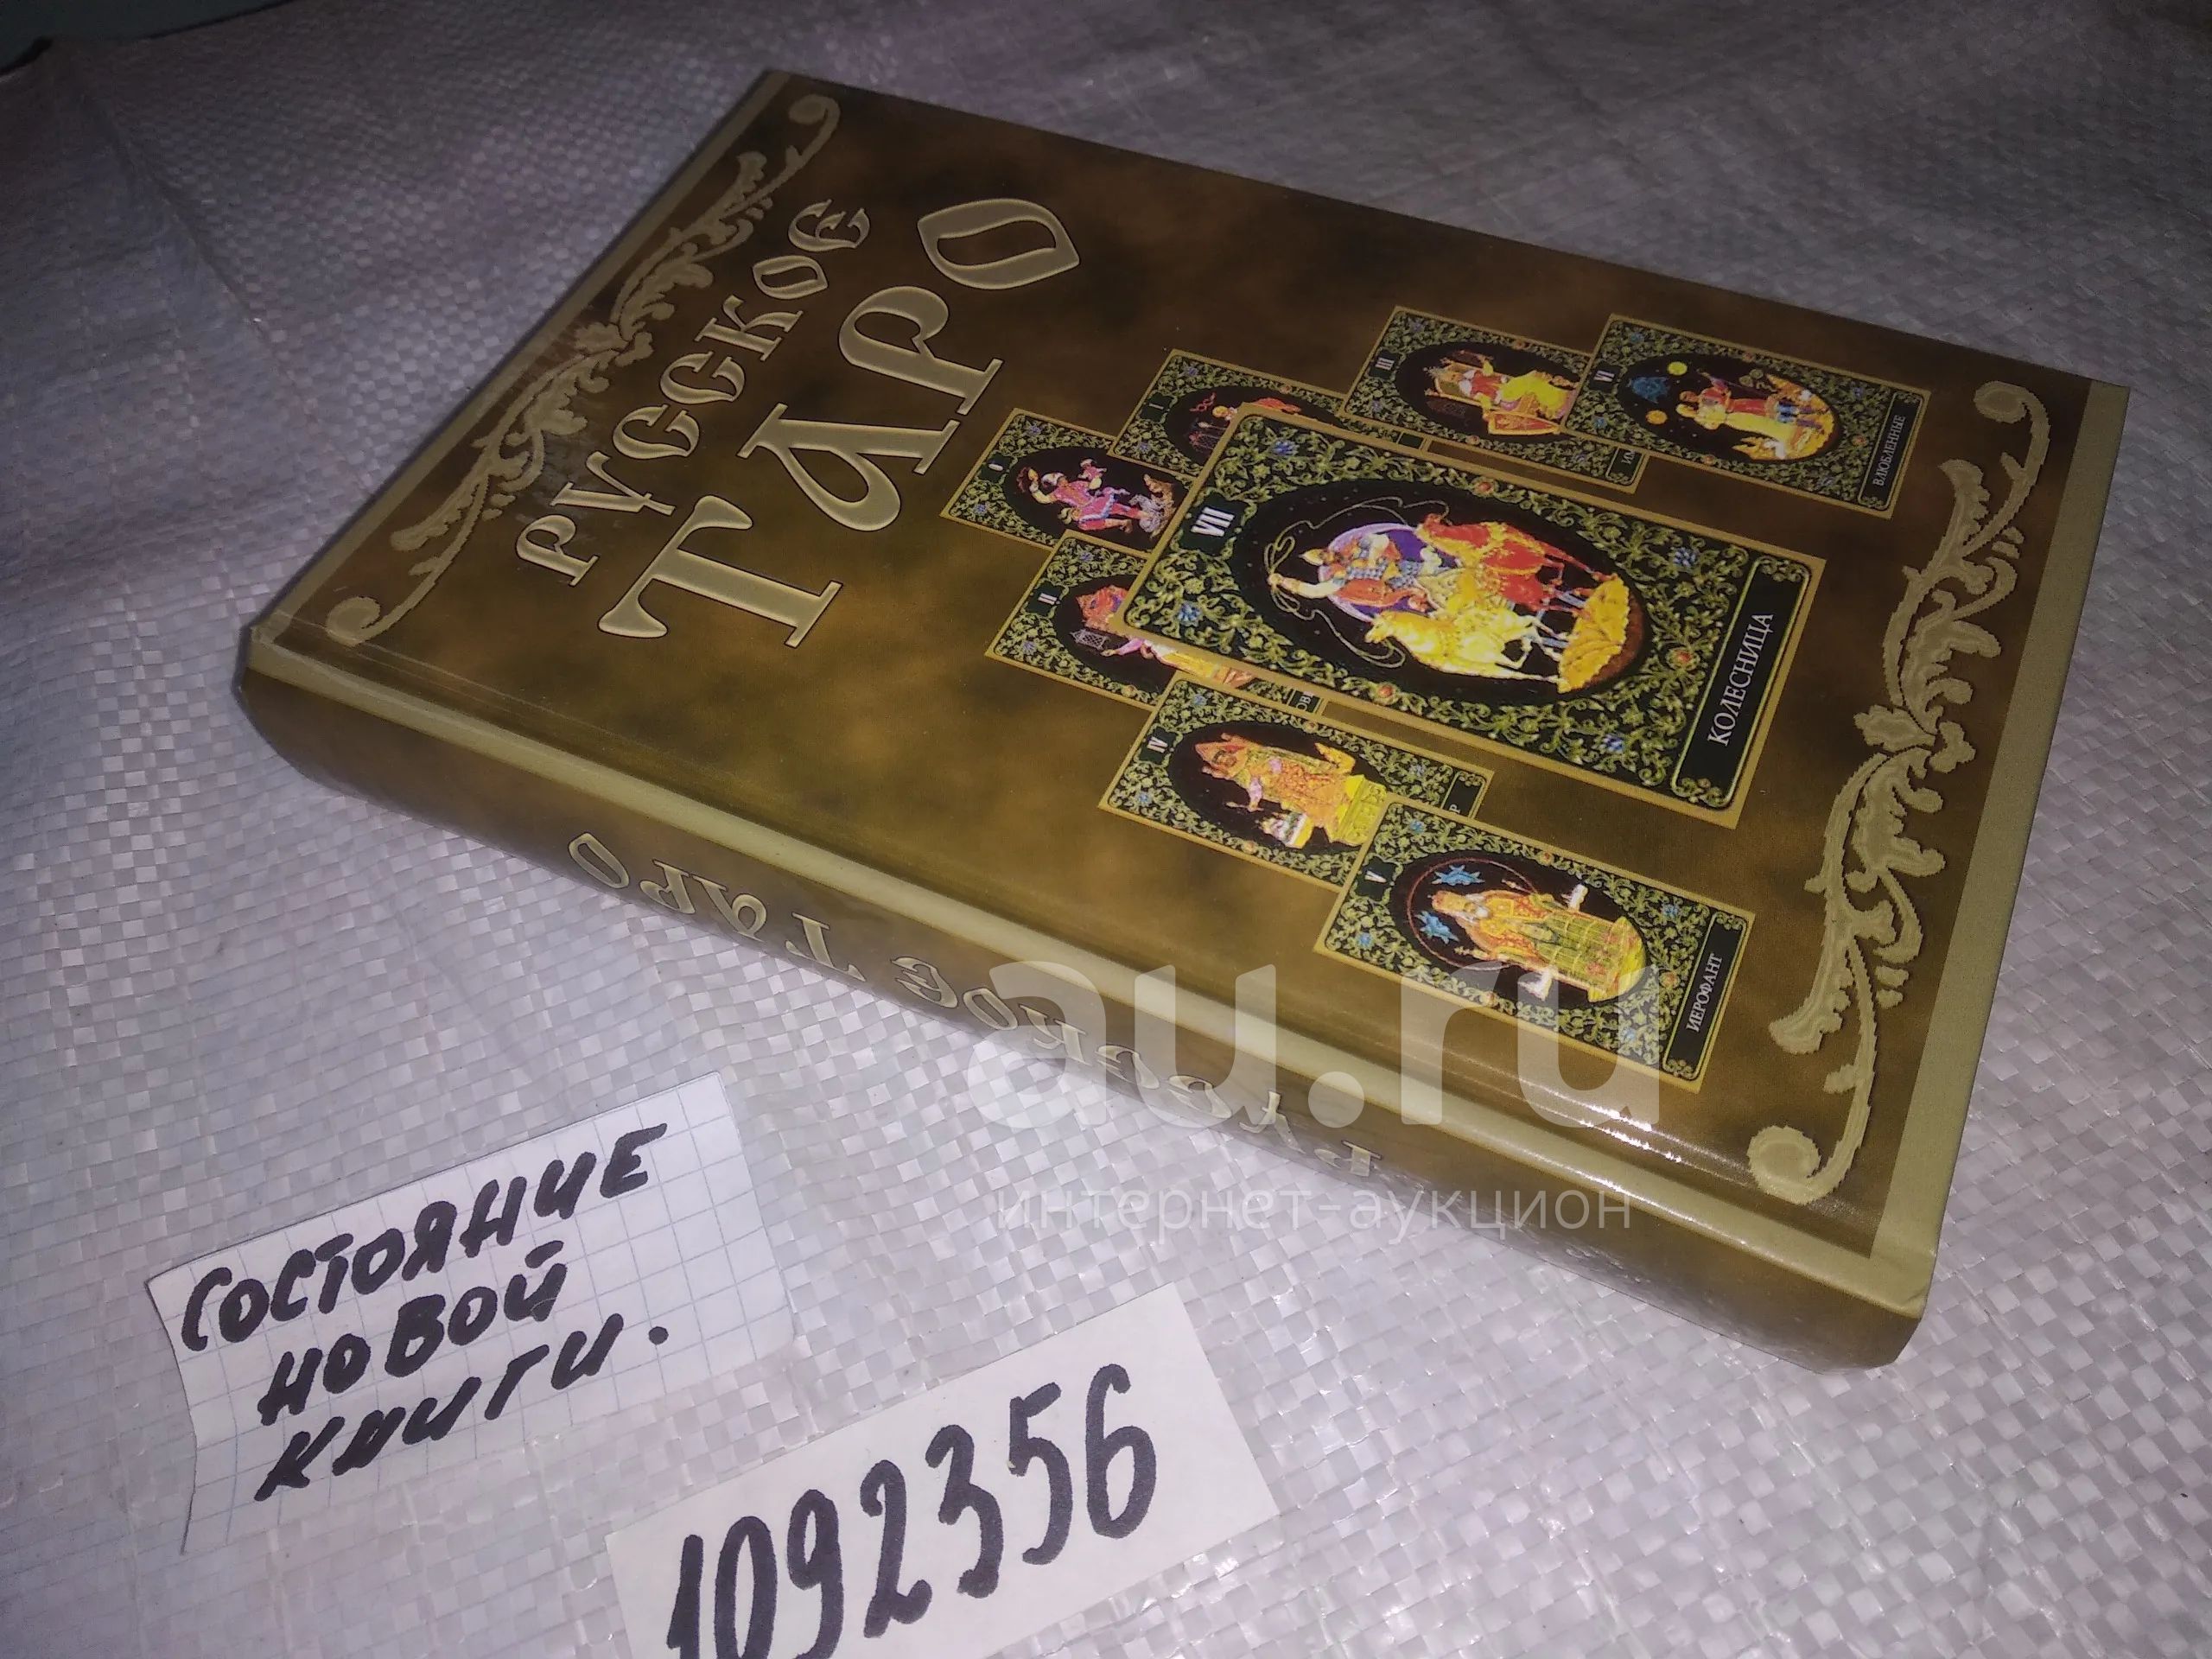 РУССКОЕ
ТАРО
I
I
III
VI
ВЛЮБЛЕННЫЕ
II
VII
КОЛЕСНИЦА
IV
V
ИЕРОФАНТ
РУССКОЕ ТАРО
au.ru
интернет-аукцион
СОСТОЯНИЕ
НОВОЙ
КНИГИ.
1092356